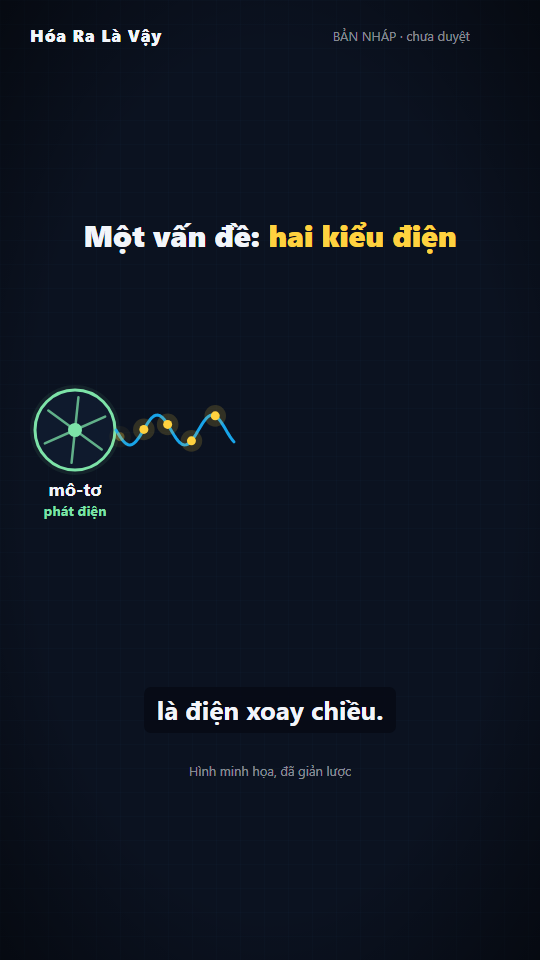 Hóa Ra Là Vậy
BẢN NHÁP · chưa duyệt
Một vấn đề: hai kiểu điện
mô-tơ
phát điện
là điện xoay chiều.
Hình minh họa, đã giản lược